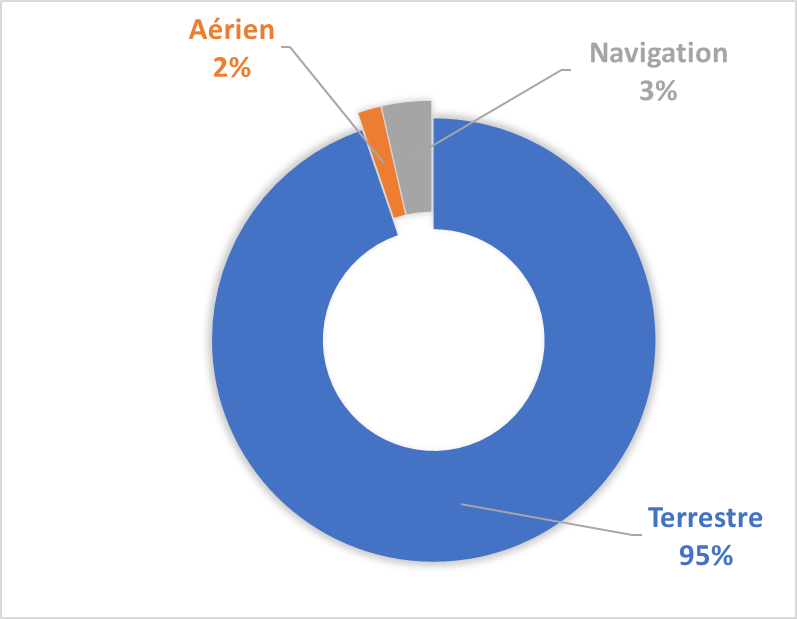 Aérien
2%
Navigation
3%
Terrestre
95%